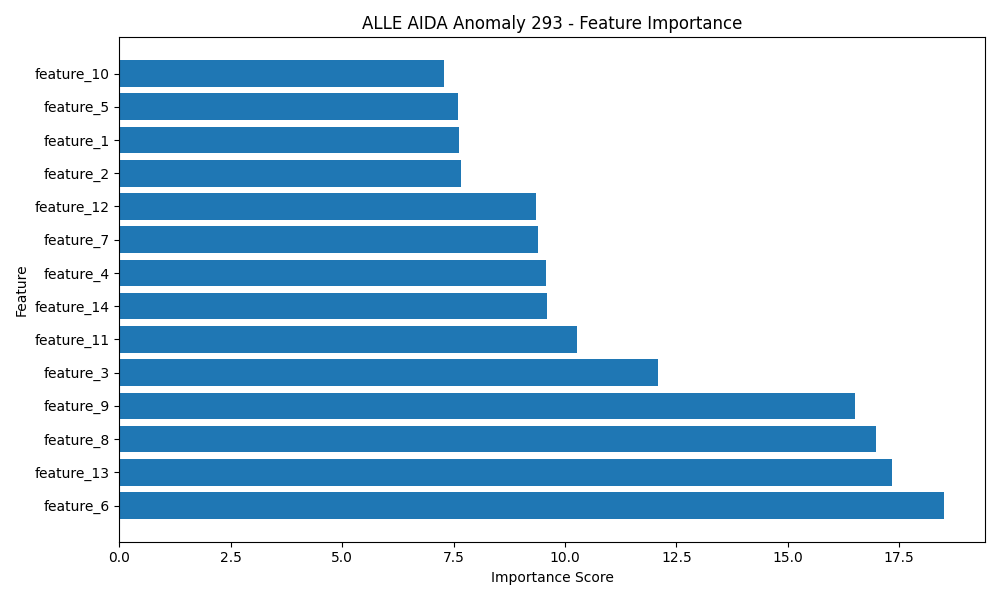 ALLE AIDA Anomaly 293 - Feature Importance
feature_10
feature_5
feature_1
feature_2
feature_12
feature_7
feature_4
feature_14
feature_11
feature_3
feature_9
feature_8
feature_13
feature_6
Feature
0.0 2.5 5.0 7.5 10.0 12.5 15.0 17.5
Importance Score